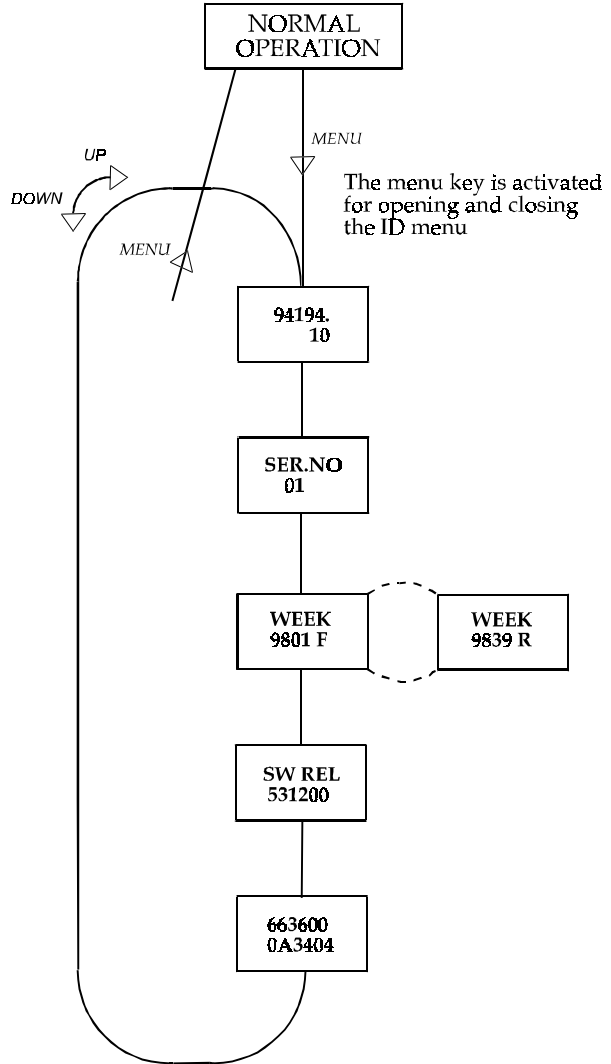 NORMAL
OPERATION
MENU
UP
DOWN
The menu key is activated
for opening and closing
the ID menu
MENU
94194.
10
SER.NO
01
WEEK
9801 F
WEEK
9839 R
SW REL
531200
663600
0A3404